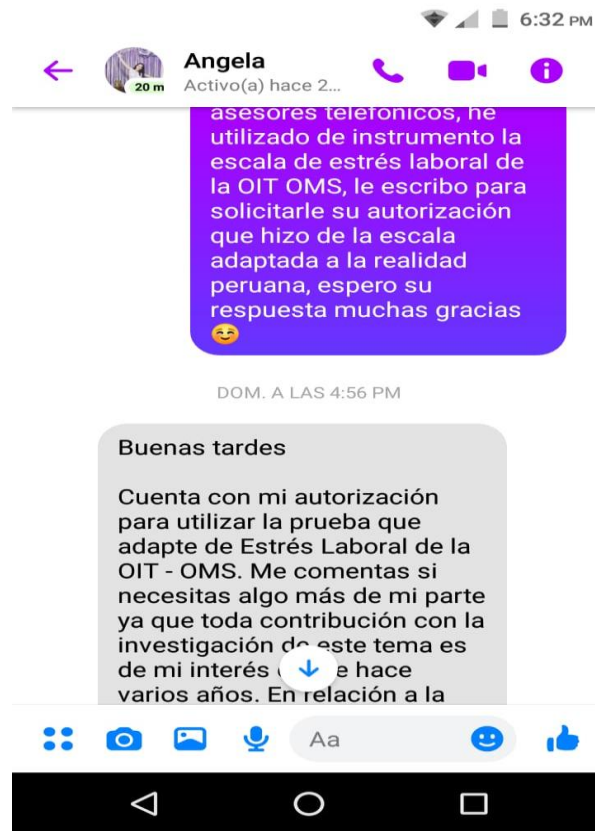 6:32 PM
Angela
20 m
Activo(a) hace 2...
asesores telefónicos, he
utilizado de instrumento la
escala de estrés laboral de
la OIT OMS, le escribo para
solicitarle su autorización
que hizo de la escala
adaptada a la realidad
peruana, espero su
respuesta muchas gracias
DOM. A LAS 4:56 PM
Buenas tardes
Cuenta con mi autorización
para utilizar la prueba que
adapte de Estrés Laboral de la
OIT - OMS. Me comentas si
necesitas algo más de mi parte
ya que toda contribución con la
investigación de este tema es
de mi interés hace
varios años. En relación a la
Aa